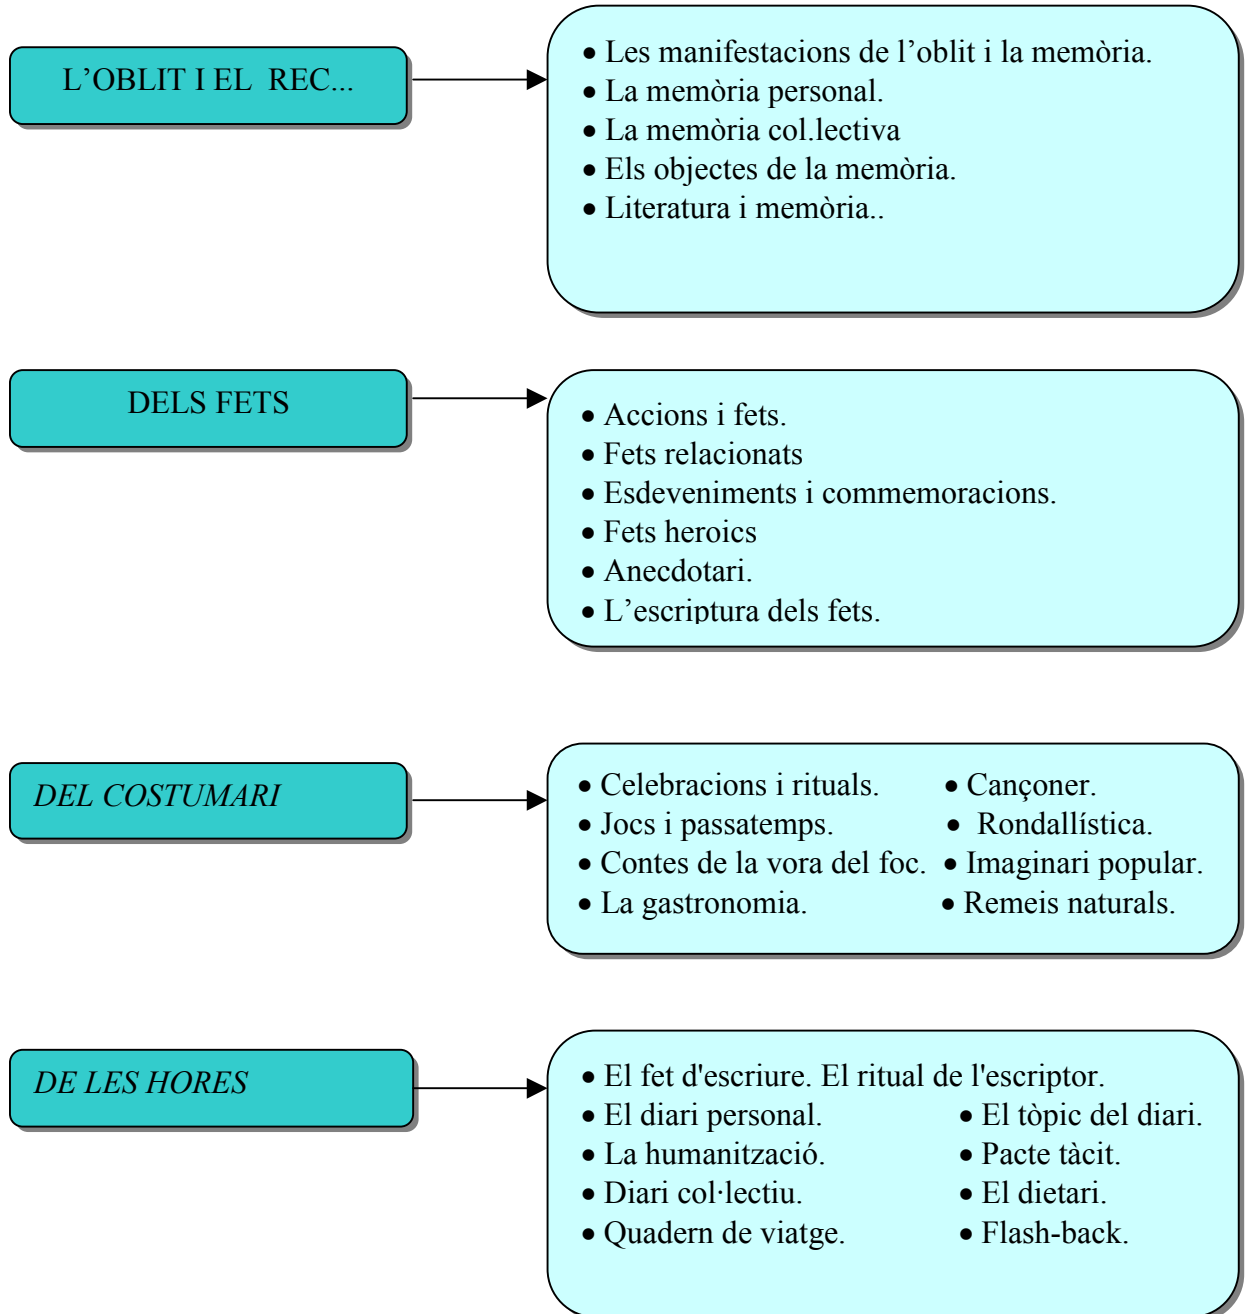 L’OBLIT I EL REC...
• Les manifestacions de l’oblit i la memòria.
• La memòria personal.
• La memòria col.lectiva
• Els objectes de la memòria.
• Literatura i memòria..
DELS FETS
• Accions i fets.
• Fets relacionats
• Esdeveniments i commemoracions.
• Fets heroics
• Anecdotari.
• L’escriptura dels fets.
DEL COSTUMARI
• Celebracions i rituals. • Cançoner.
• Jocs i passatemps. • Rondallística.
• Contes de la vora del foc. • Imaginari popular.
• La gastronomia. • Remeis naturals.
DE LES HORES
• El fet d'escriure. El ritual de l'escriptor.
• El diari personal. • El tòpic del diari.
• La humanització. • Pacte tàcit.
• Diari col·lectiu. • El dietari.
• Quadern de viatge. • Flash-back.